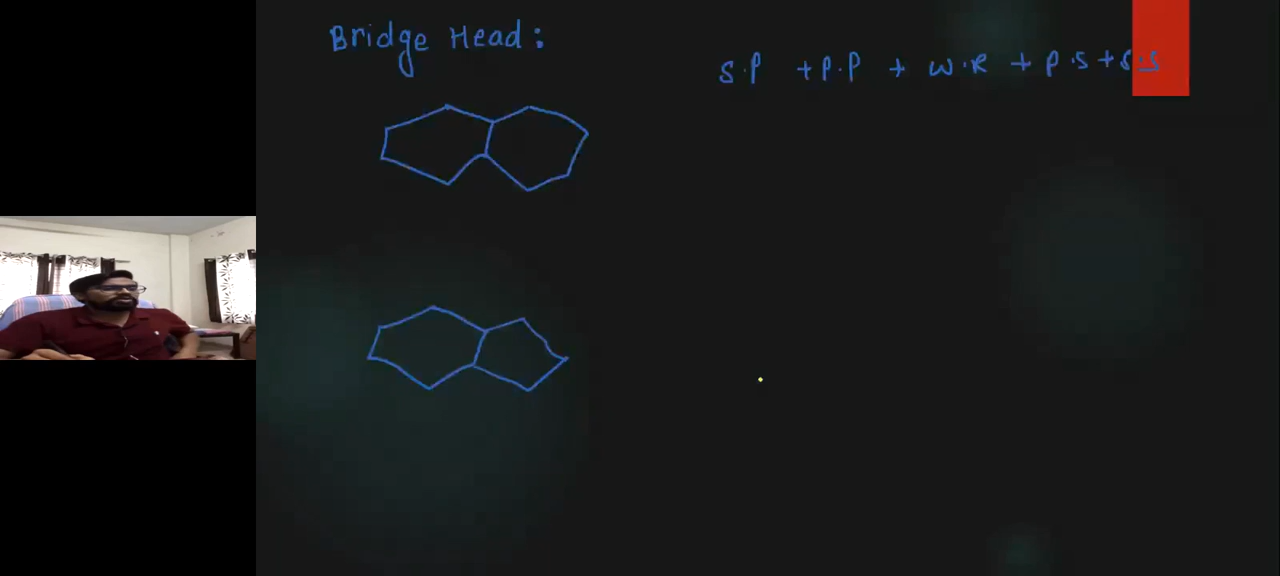 Bridge Head :
S.P + P.P + W.R + P.S + S.S